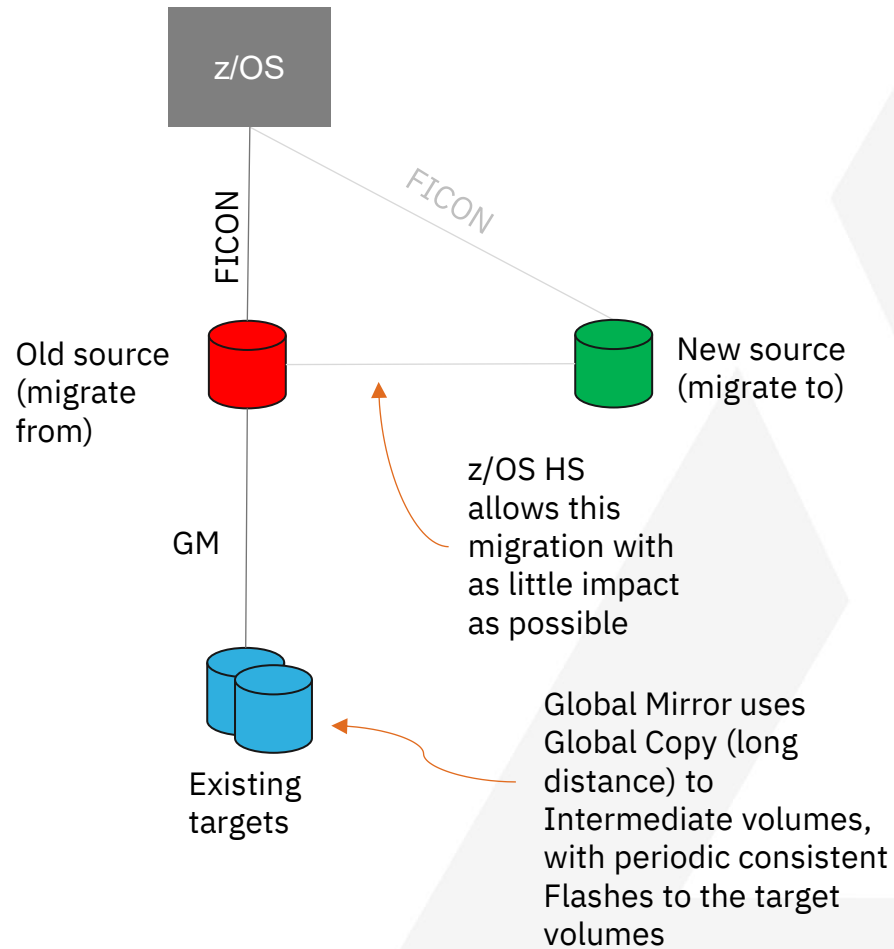 z/OS
FICON
FICON
Old source
(migrate
from)
New source
(migrate to)
z/OS HS
allows this
migration with
as little impact
as possible
GM
Existing
targets
Global Mirror uses
Global Copy (long
distance) to
Intermediate volumes,
with periodic consistent
Flashes to the target
volumes